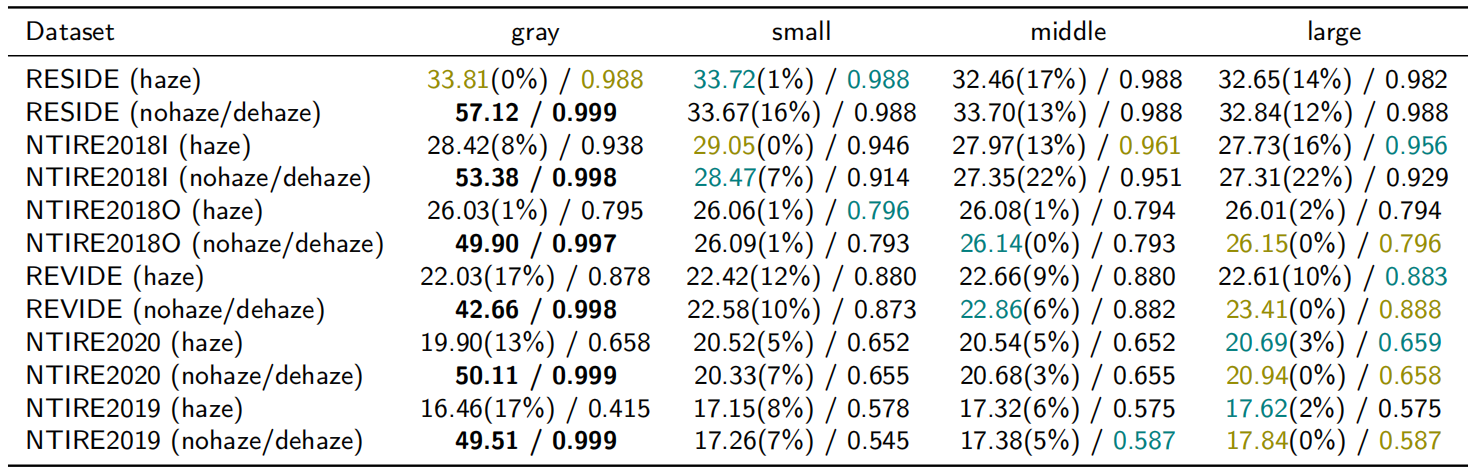 Dataset gray small middle large
RESIDE (haze) 33.81(0%) / 0.988 33.72(1%) / 0.988 32.46(17%) / 0.988 32.65(14%) / 0.982
RESIDE (nohaze/dehaze) 57.12 / 0.999 33.67(16%) / 0.988 33.70(13%) / 0.988 32.84(12%) / 0.988
NTIRE2018I (haze) 28.42(8%) / 0.938 29.05(0%) / 0.946 27.97(13%) / 0.961 27.73(16%) / 0.956
NTIRE2018I (nohaze/dehaze) 53.38 / 0.998 28.47(7%) / 0.914 27.35(22%) / 0.951 27.31(22%) / 0.929
NTIRE2018O (haze) 26.03(1%) / 0.795 26.06(1%) / 0.796 26.08(1%) / 0.794 26.01(2%) / 0.794
NTIRE2018O (nohaze/dehaze) 49.90 / 0.997 26.09(1%) / 0.793 26.14(0%) / 0.793 26.15(0%) / 0.796
REVIDE (haze) 22.03(17%) / 0.878 22.42(12%) / 0.880 22.66(9%) / 0.880 22.61(10%) / 0.883
REVIDE (nohaze/dehaze) 42.66 / 0.998 22.58(10%) / 0.873 22.86(6%) / 0.882 23.41(0%) / 0.888
NTIRE2020 (haze) 19.90(13%) / 0.658 20.52(5%) / 0.652 20.54(5%) / 0.652 20.69(3%) / 0.659
NTIRE2020 (nohaze/dehaze) 50.11 / 0.999 20.33(7%) / 0.655 20.68(3%) / 0.655 20.94(0%) / 0.658
NTIRE2019 (haze) 16.46(17%) / 0.415 17.15(8%) / 0.578 17.32(6%) / 0.575 17.62(2%) / 0.575
NTIRE2019 (nohaze/dehaze) 49.51 / 0.999 17.26(7%) / 0.545 17.38(5%) / 0.587 17.84(0%) / 0.587